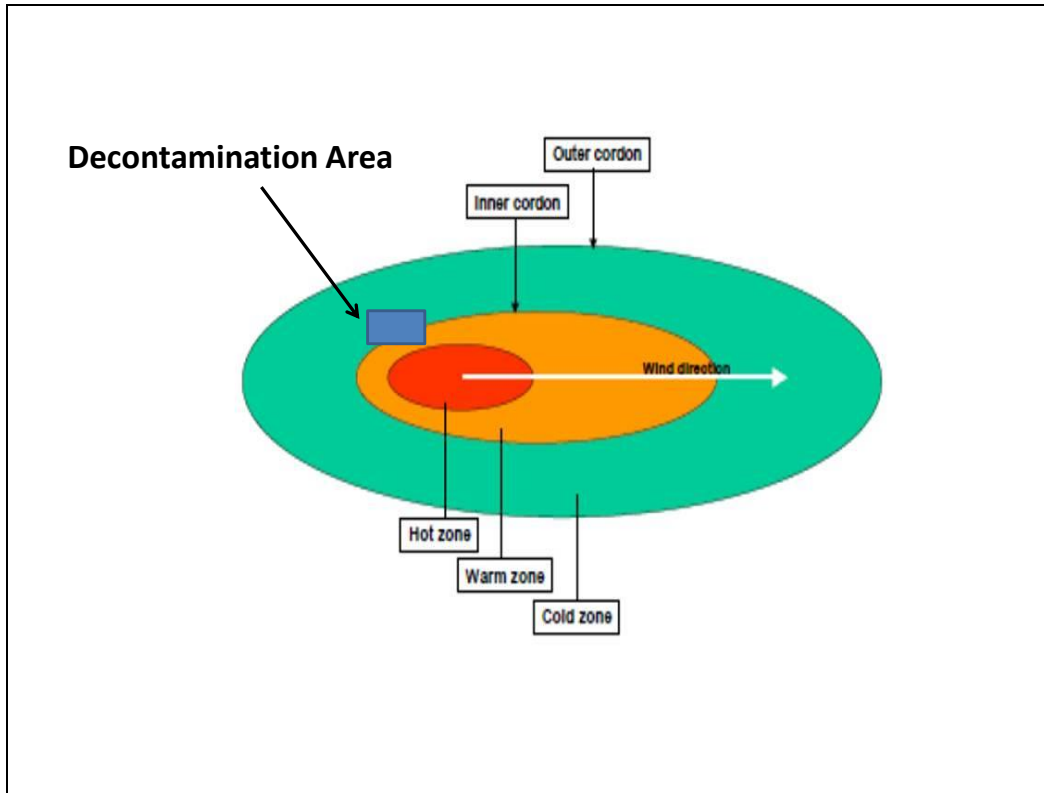 Decontamination Area
Outer cordon
Inner cordon
Wind direction
Hot zone
Warm zone
Cold zone